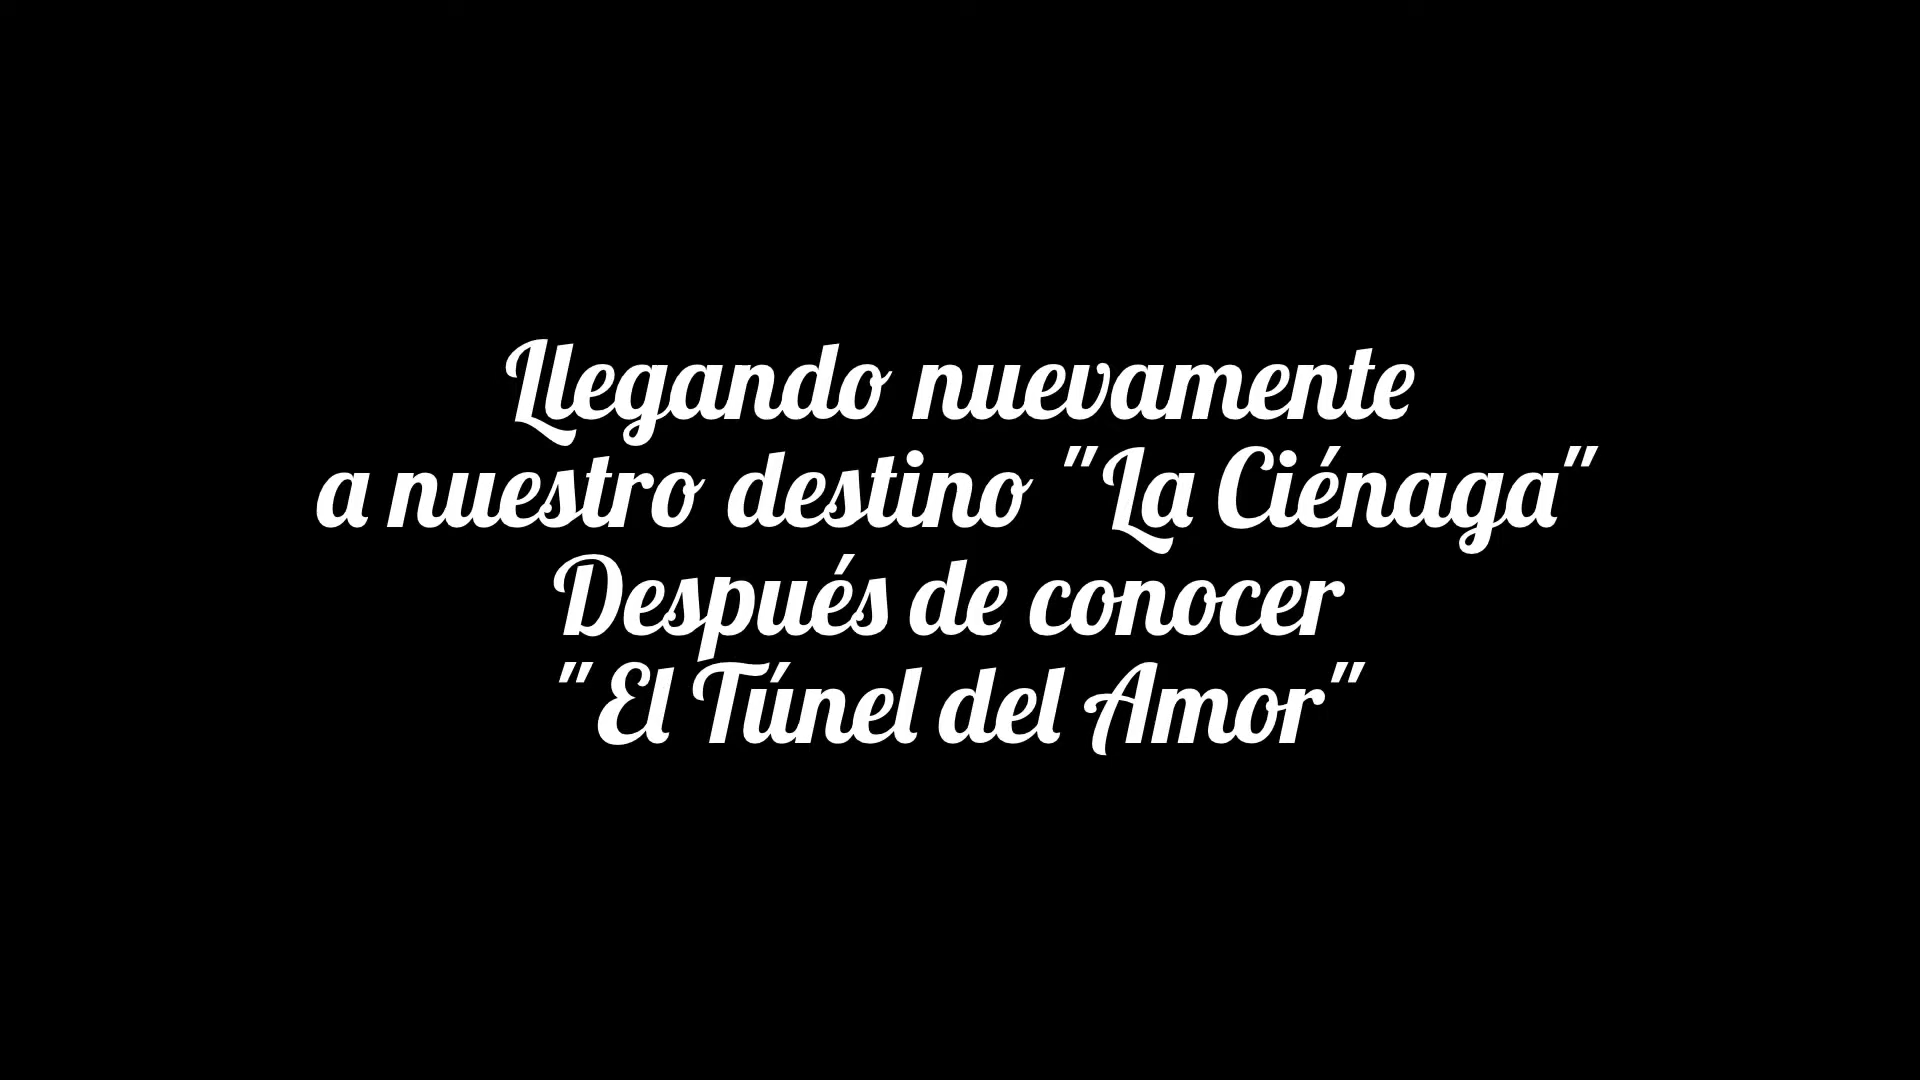 Llegando nuevamente
a nuestro destino "La Ciénaga"
Después de conocer
" El Túnel del Amor"